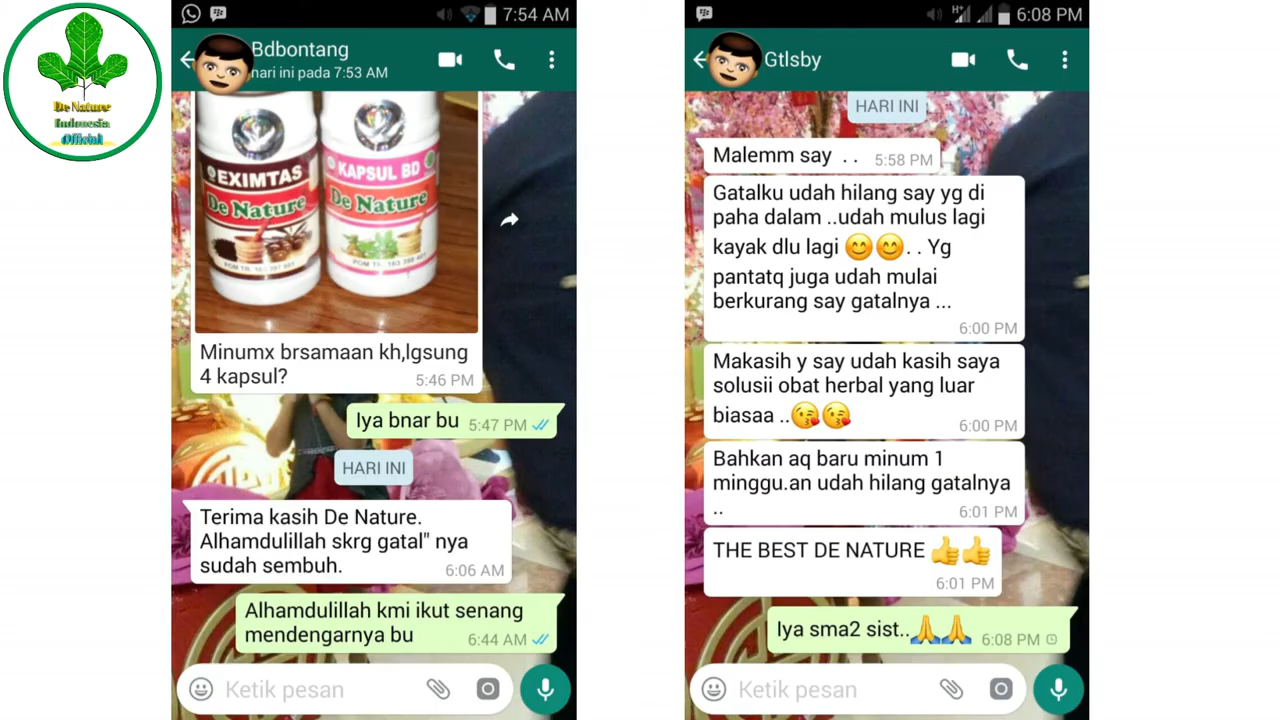 De Nature
Indonesia
Official
7:54 AM
Bdbontang
hari ini pada 7:53 AM
EXIMTAS
De Nature
KAPSUL BD
De Nature
Minumx brsamaan kh,lgsung
4 kapsul?
5:46 PM
Iya bnar bu 5:47 PM
HARI INI
Terima kasih De Nature.
Alhamdulillah skrg gatal" nya
sudah sembuh.
6:06 AM
Alhamdulillah kmi ikut senang
mendengarnya bu
6:44 AM
Ketik pesan
H+
6:08 PM
Gtlsby
HARI INI
Malemm say . . 5:58 PM
Gatalku udah hilang say yg di
paha dalam ..udah mulus lagi
kayak dlu lagi 😊😊. . Yg
pantatq juga udah mulai
berkurang say gatalnya ...
6:00 PM
Makasih y say udah kasih saya
solusii obat herbal yang luar
biasaa ..😘😘
6:00 PM
Bahkan aq baru minum 1
minggu.an udah hilang gatalnya
..
6:01 PM
THE BEST DE NATURE 👍👍
6:01 PM
Iya sma2 sist..🙏🙏 6:08 PM
Ketik pesan